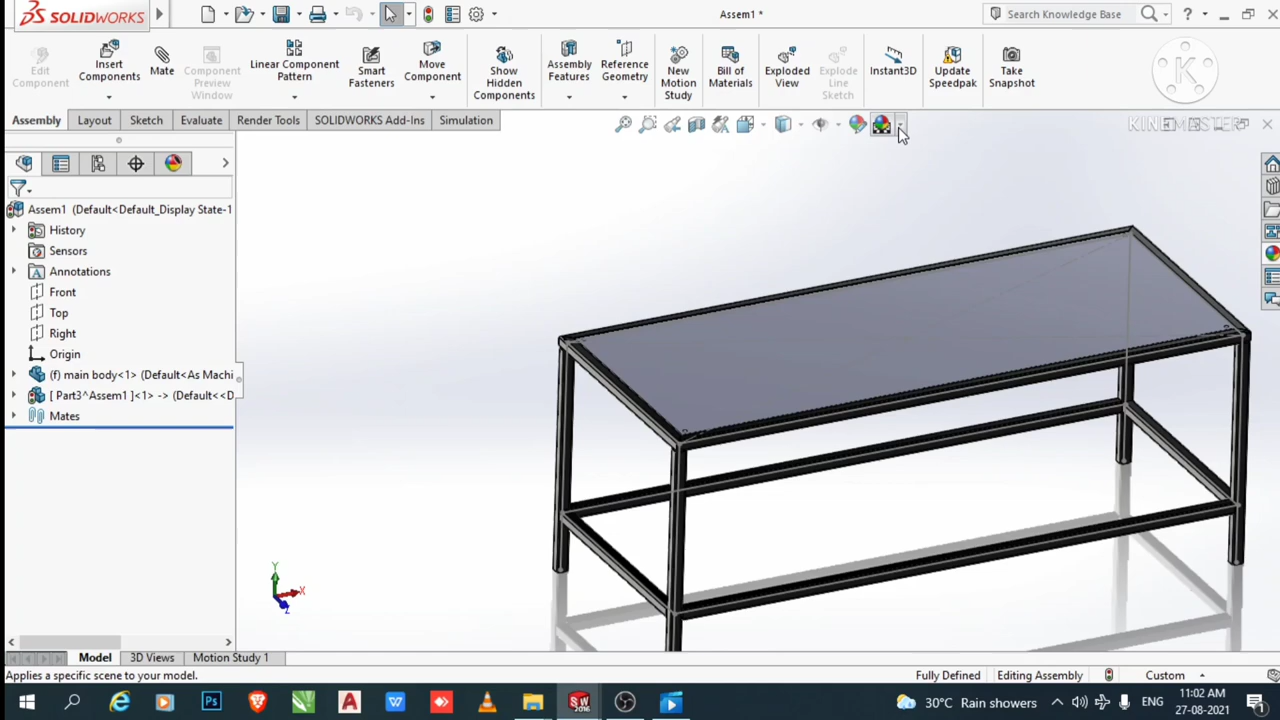 SOLIDWORKS
Assem1 *
Search Knowledge Base
?
Edit Component
Insert Components
Mate
Component Preview Window
Linear Component Pattern
Smart Fasteners
Move Component
Show Hidden Components
Assembly Features
Reference Geometry
New Motion Study
Bill of Materials
Exploded View
Explode Line Sketch
Instant3D
Update Speedpak
Take Snapshot
K
Assembly
Layout
Sketch
Evaluate
Render Tools
SOLIDWORKS Add-Ins
Simulation
KINEMASTER
Assem1 (Default<Default_Display State-1
History
Sensors
Annotations
Front
Top
Right
Origin
(f) main body<1> (Default<As Machi
[ Part3^Assem1 ]<1> -> (Default<<D
Mates
Y
X
Z
Model
3D Views
Motion Study 1
Applies a specific scene to your model.
Fully Defined
Editing Assembly
Custom
Ps
A
W
SW
2016
30°C Rain showers
ENG
11:02 AM
27-08-2021
1